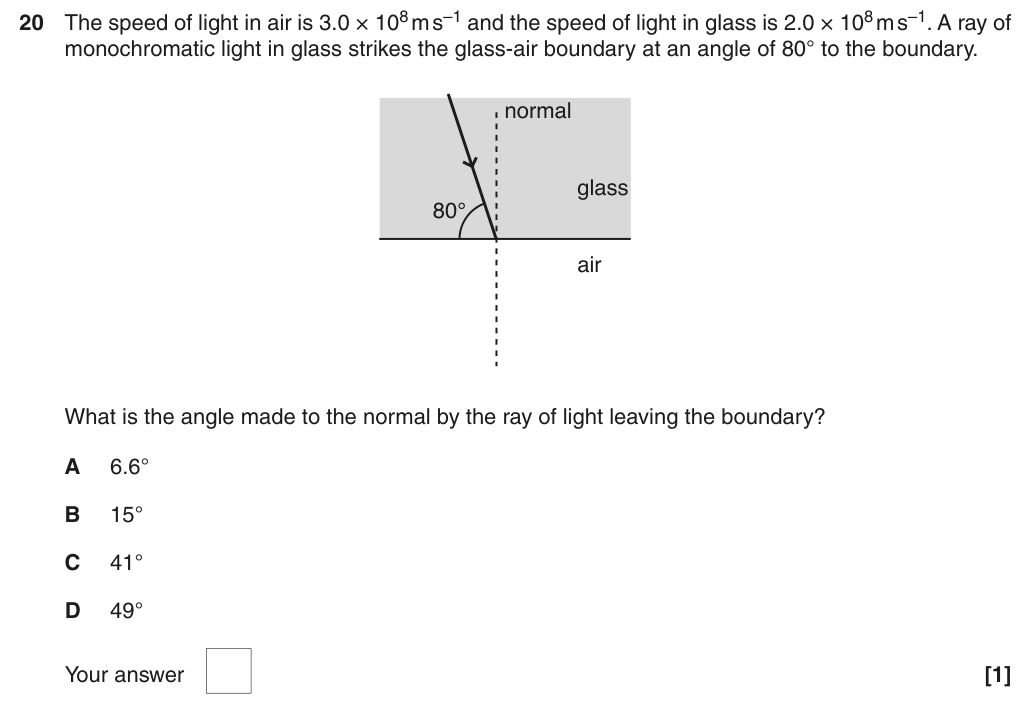 20 The speed of light in air is 3.0 × 10⁸ m s⁻¹ and the speed of light in glass is 2.0 × 10⁸ m s⁻¹. A ray of
monochromatic light in glass strikes the glass-air boundary at an angle of 80° to the boundary.
normal
glass
80°
air
What is the angle made to the normal by the ray of light leaving the boundary?
A 6.6°
B 15°
C 41°
D 49°
Your answer
[1]